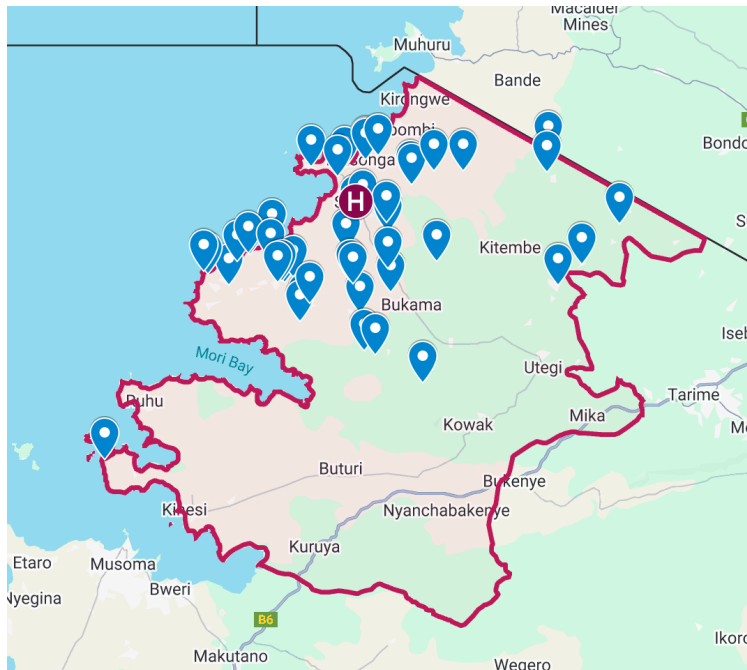 Macalder
Mines
Muhuru
Bande
Kirongwe
Bondo
Kitembe
Bukama
Iseb
Mori Bay
Utegi
Tarime
Ruhu
Mika
Kowak
Buturi
Bukenye
Kinesi
Nyanchabakenye
Kuruya
Etaro
Musoma
Bweri
Nyegina
B6
Makutano
Wegero
Ikoro
H